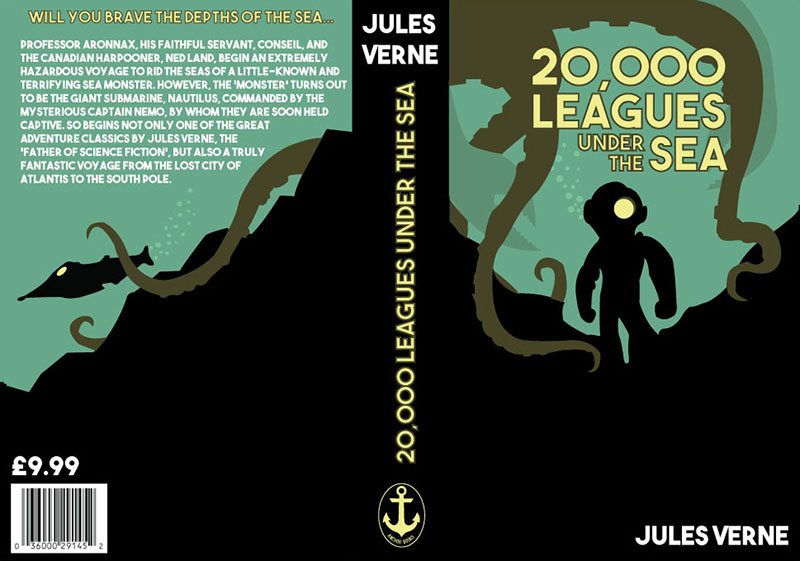 WILL YOU BRAVE THE DEPTHS OF THE SEA...
PROFESSOR ARONNAX, HIS FAITHFUL SERVANT, CONSEIL, AND
THE CANADIAN HARPOONER, NED LAND, BEGIN AN EXTREMELY
HAZARDOUS VOYAGE TO RID THE SEAS OF A LITTLE-KNOWN AND
TERRIFYING SEA MONSTER. HOWEVER, THE 'MONSTER' TURNS OUT
TO BE THE GIANT SUBMARINE, NAUTILUS, COMMANDED BY THE
MYSTERIOUS CAPTAIN NEMO, BY WHOM THEY ARE SOON HELD
CAPTIVE. SO BEGINS NOT ONLY ONE OF THE GREAT
ADVENTURE CLASSICS BY JULES VERNE, THE
'FATHER OF SCIENCE FICTION', BUT ALSO A TRULY
FANTASTIC VOYAGE FROM THE LOST CITY OF
ATLANTIS TO THE SOUTH POLE.
£9.99
0 36000 29145 2
JULES
VERNE
20,000 LEAGUES UNDER THE SEA
20,000
LEAGUES
UNDER
THE SEA
JULES VERNE